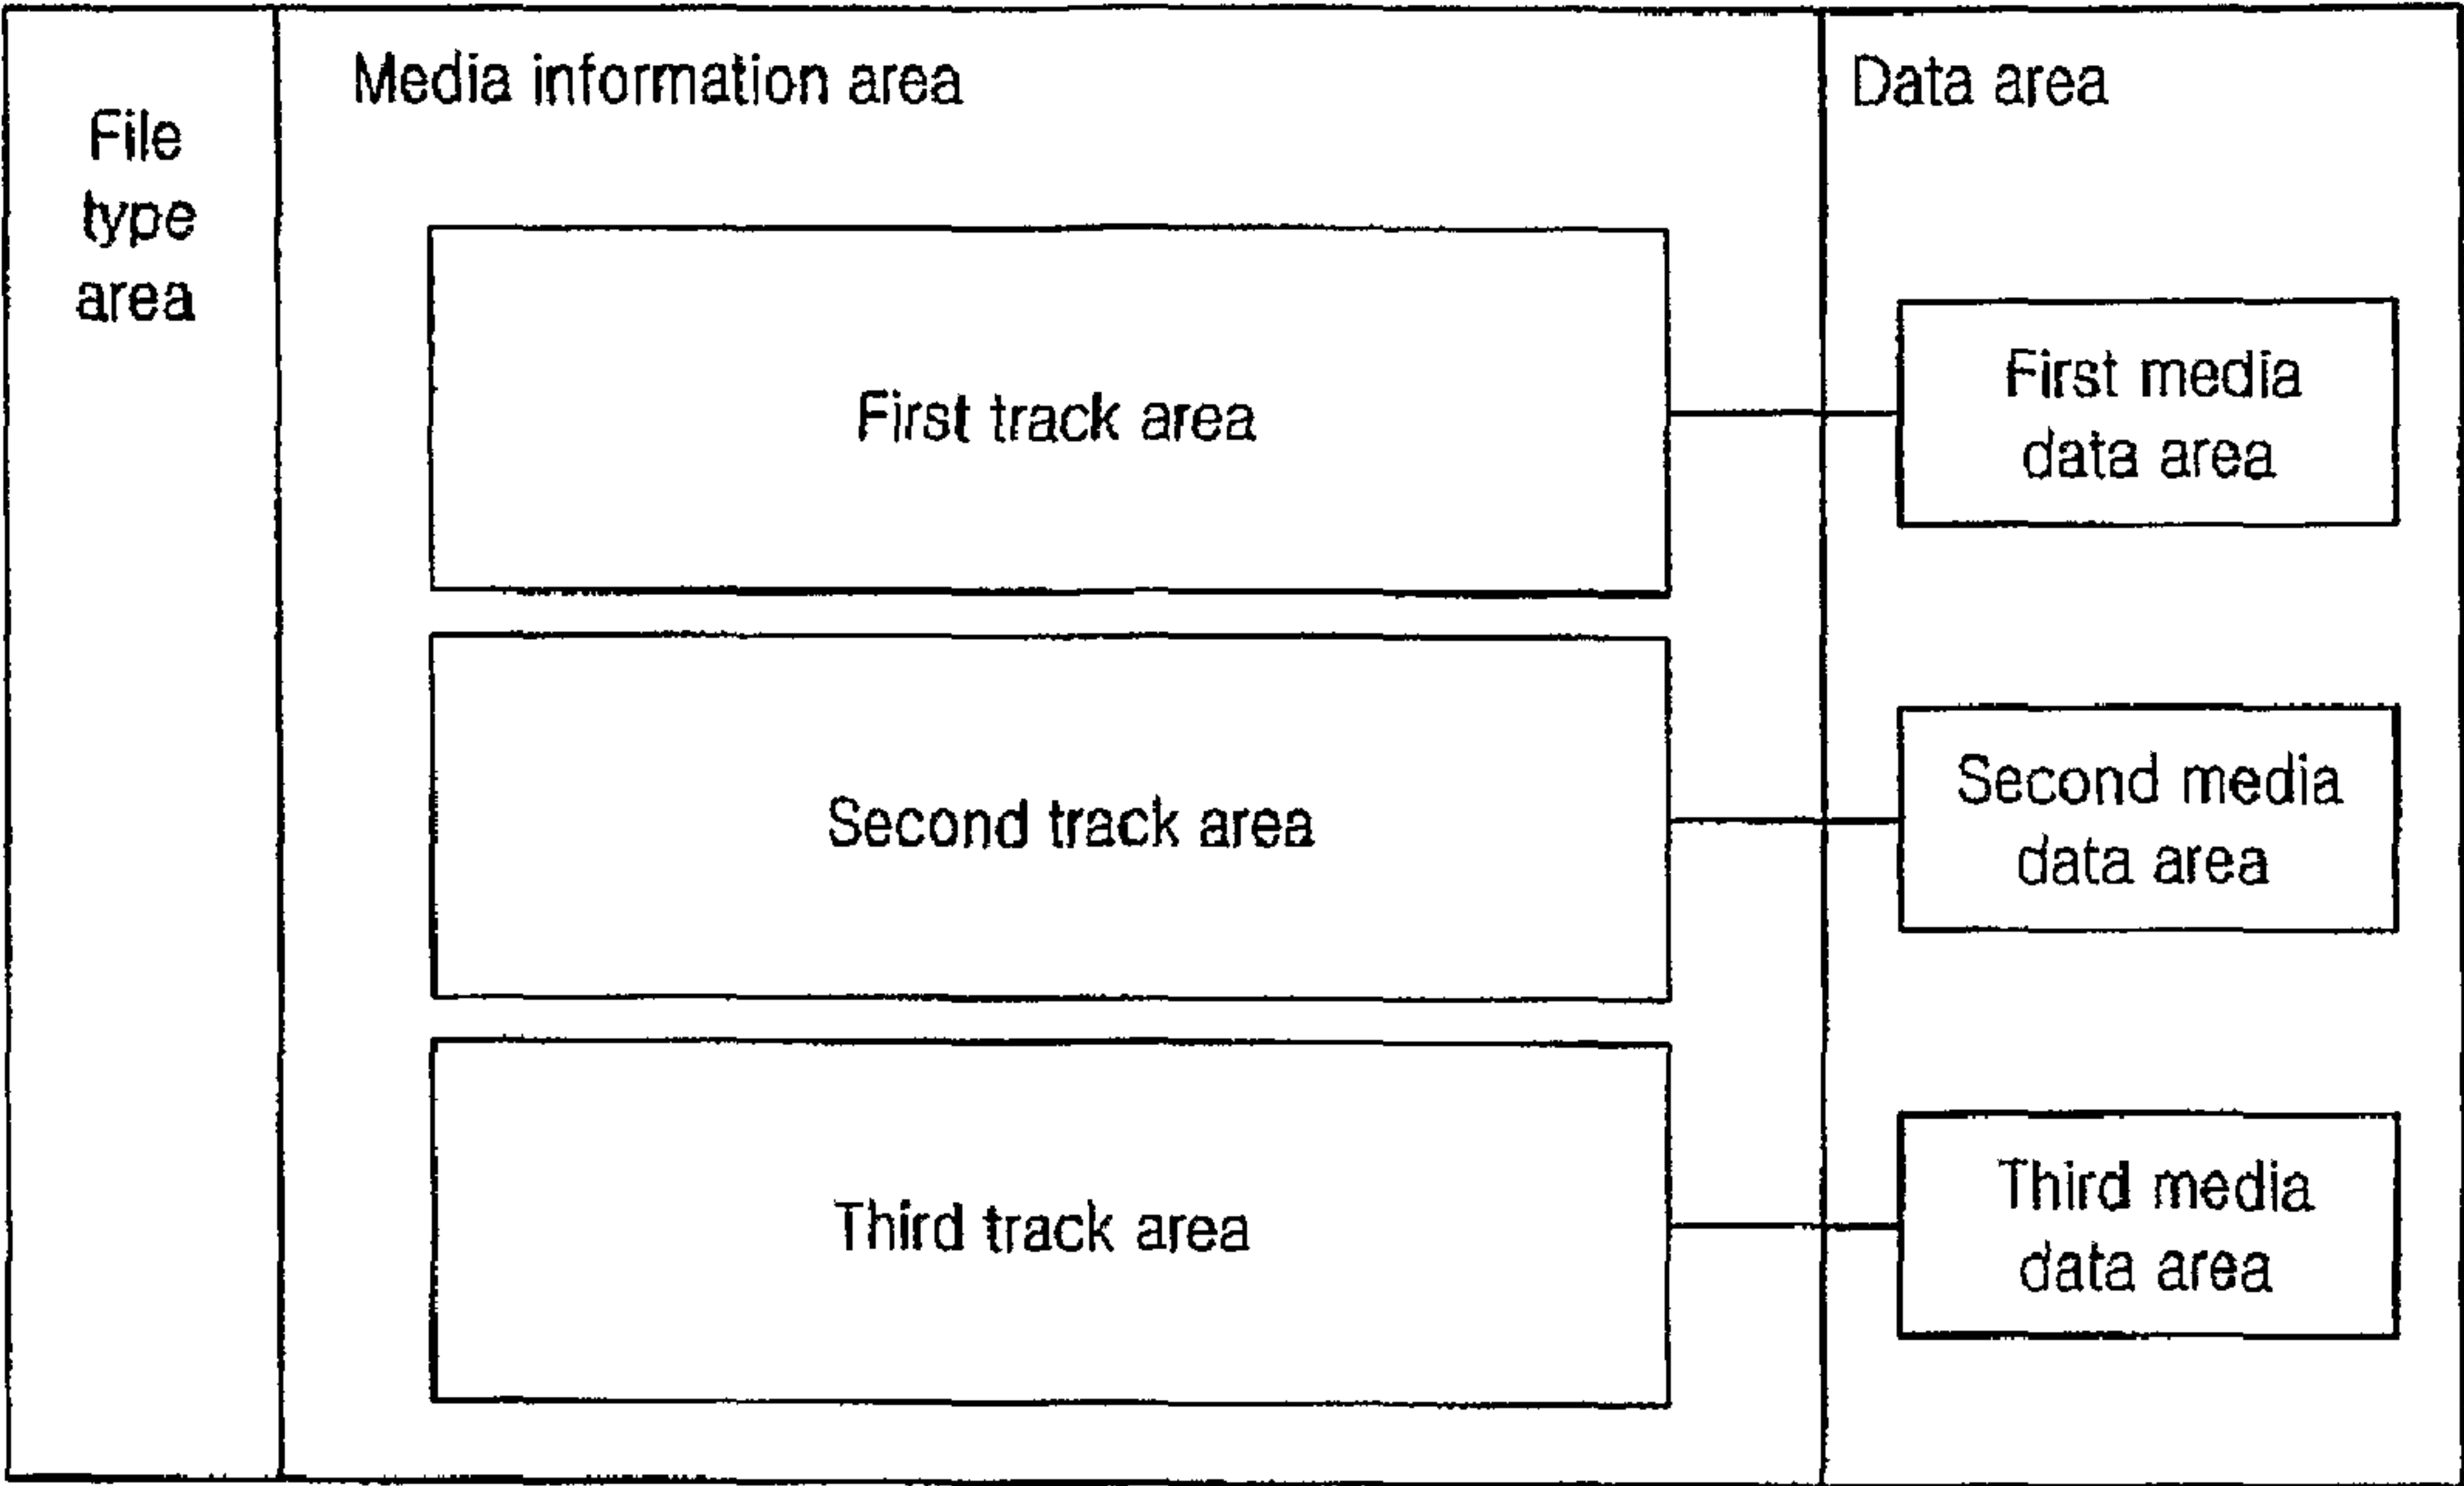 File
type
area
Media information area
First track area
Second track area
Third track area
Data area
First media
data area
Second media
data area
Third media
data area